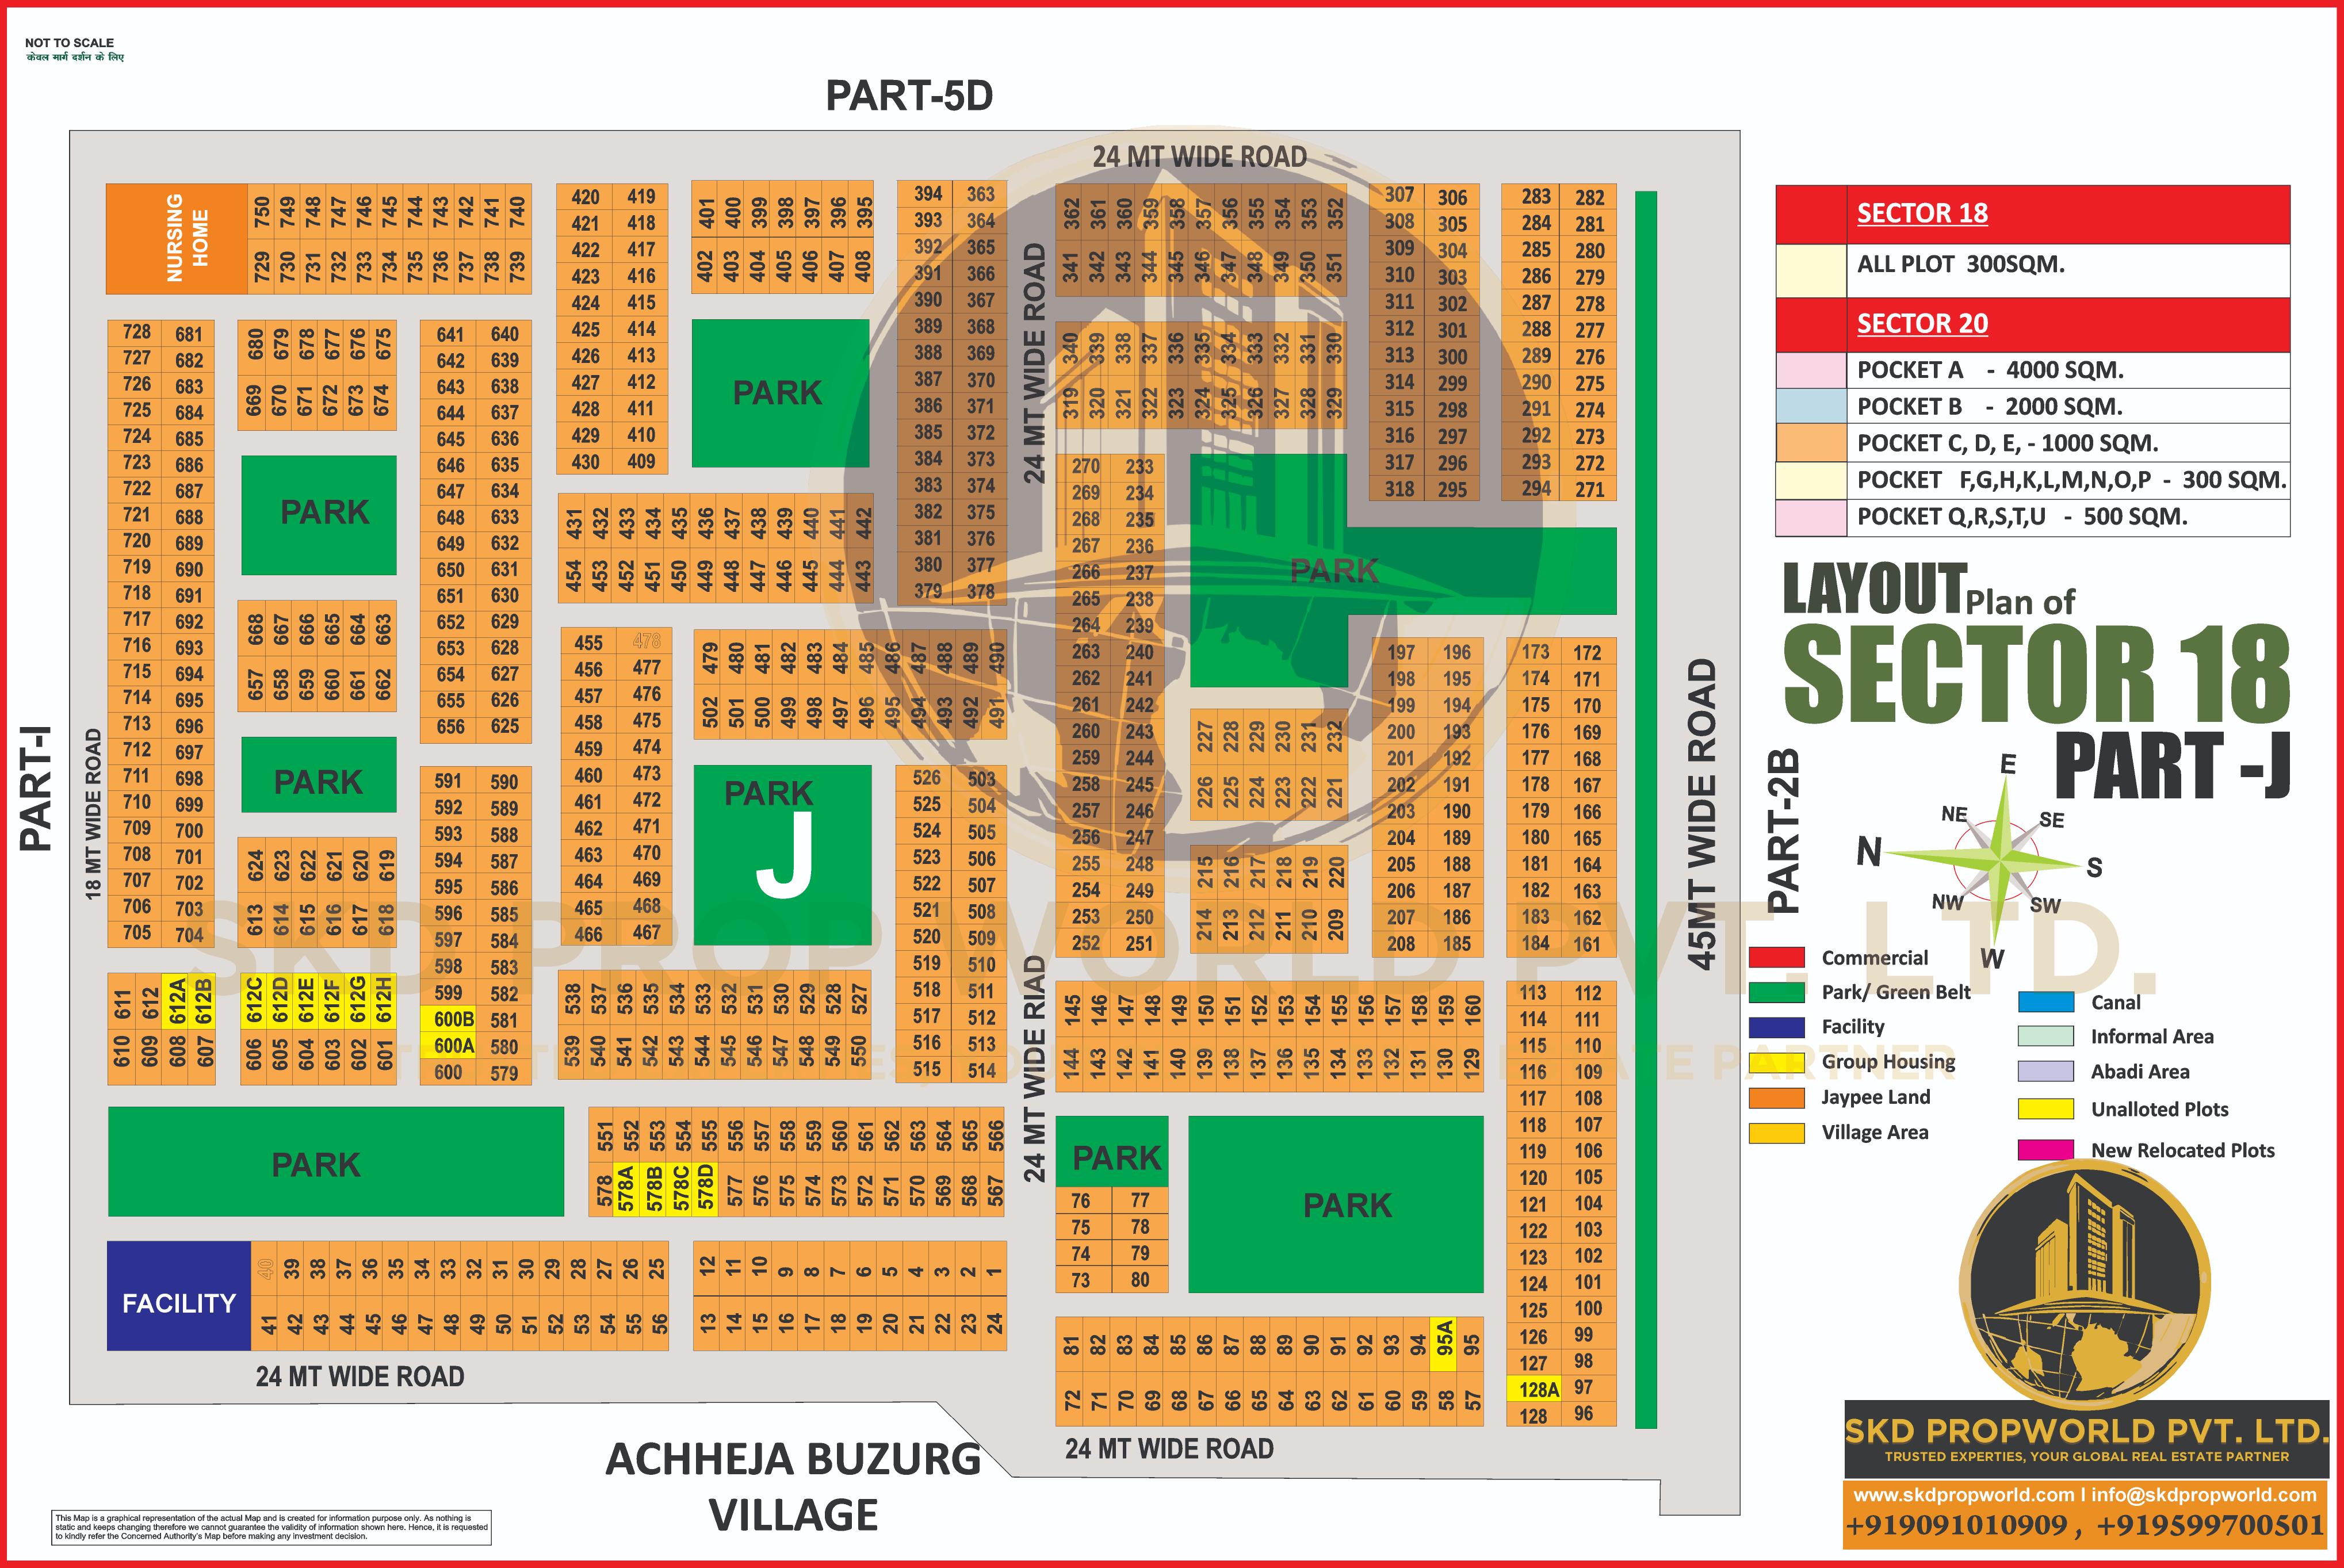 NOT TO SCALE
केवल मार्ग दर्शन के लिए
PART-5D
24 MT WIDE ROAD
NURSING
HOME
750 749 748 747 746 745 744 743 742 741 740
729 730 731 732 733 734 735 736 737 738 739
420 419
421 418
422 417
423 416
424 415
425 414
426 413
427 412
428 411
429 410
430 409
401 400 399 398 397 396 395
402 403 404 405 406 407 408
394 363
393 364
392 365
391 366
390 367
389 368
388 369
387 370
386 371
385 372
384 373
383 374
382 375
381 376
380 377
379 378
24 MT WIDE ROAD
362 361 360 359 358 357 356 355 354 353 352
341 342 343 344 345 346 347 348 349 350 351
340 339 338 337 336 335 334 333 332 331 330
319 320 321 322 323 324 325 326 327 328 329
307 306
308 305
309 304
310 303
311 302
312 301
313 300
314 299
315 298
316 297
317 296
318 295
283 282
284 281
285 280
286 279
287 278
288 277
289 276
290 275
291 274
292 273
293 272
294 271
728 681
727 682
726 683
725 684
724 685
723 686
722 687
721 688
720 689
719 690
718 691
717 692
716 693
715 694
714 695
713 696
712 697
711 698
710 699
709 700
708 701
707 702
706 703
705 704
680 679 678 677 676 675
669 670 671 672 673 674
PARK
668 667 666 665 664 663
657 658 659 660 661 662
PARK
624 623 622 621 620 619
613 614 615 616 617 618
641 640
642 639
643 638
644 637
645 636
646 635
647 634
648 633
649 632
650 631
651 630
652 629
653 628
654 627
655 626
656 625
591 590
592 589
593 588
594 587
595 586
596 585
597 584
598 583
599 582
600B 581
600A 580
600 579
PARK
431 432 433 434 435 436 437 438 439 440 441 442
454 453 452 451 450 449 448 447 446 445 444 443
455 478
456 477
457 476
458 475
459 474
460 473
461 472
462 471
463 470
464 469
465 468
466 467
479 480 481 482 483 484 485 486 487 488 489 490
502 501 500 499 498 497 496 495 494 493 492 491
PARK
J
526 503
525 504
524 505
523 506
522 507
521 508
520 509
519 510
518 511
517 512
516 513
515 514
270 233
269 234
268 235
267 236
266 237
265 238
264 239
263 240
262 241
261 242
260 243
259 244
258 245
257 246
256 247
255 248
254 249
253 250
252 251
PARK
227 228 229 230 231 232
226 225 224 223 222 221
215 216 217 218 219 220
214 213 212 211 210 209
197 196
198 195
199 194
200 193
201 192
202 191
203 190
204 189
205 188
206 187
207 186
208 185
173 172
174 171
175 170
176 169
177 168
178 167
179 166
180 165
181 164
182 163
183 162
184 161
PART-I
18 MT WIDE ROAD
45MT WIDE ROAD
PART-2B
611 612 612A 612B
610 609 608 607
612C 612D 612E 612F 612G 612H
606 605 604 603 602 601
538 537 536 535 534 533 532 531 530 529 528 527
539 540 541 542 543 544 545 546 547 548 549 550
24 MT WIDE RIAD
145 146 147 148 149 150 151 152 153 154 155 156 157 158 159 160
144 143 142 141 140 139 138 137 136 135 134 133 132 131 130 129
113 112
114 111
115 110
116 109
117 108
118 107
119 106
120 105
121 104
122 103
123 102
124 101
125 100
126 99
127 98
128A 97
128 96
PARK
551 552 553 554 555 556 557 558 559 560 561 562 563 564 565 566
578 578A 578B 578C 578D 577 576 575 574 573 572 571 570 569 568 567
PARK
76 77
75 78
74 79
73 80
PARK
FACILITY
40 39 38 37 36 35 34 33 32 31 30 29 28 27 26 25
41 42 43 44 45 46 47 48 49 50 51 52 53 54 55 56
12 11 10 9 8 7 6 5 4 3 2 1
13 14 15 16 17 18 19 20 21 22 23 24
81 82 83 84 85 86 87 88 89 90 91 92 93 94 95A 95
72 71 70 69 68 67 66 65 64 63 62 61 60 59 58 57
24 MT WIDE ROAD
24 MT WIDE ROAD
ACHHEJA BUZURG
VILLAGE
This Map is a graphical representation of the actual Map and is created for information purpose only. As nothing is
static and keeps changing therefore we cannot guarantee the validity of information shown here. Hence, it is requested
to kindly refer the Concerned Authority's Map before making any investment decision.
SECTOR 18
ALL PLOT 300SQM.
SECTOR 20
POCKET A - 4000 SQM.
POCKET B - 2000 SQM.
POCKET C, D, E, - 1000 SQM.
POCKET F,G,H,K,L,M,N,O,P - 300 SQM.
POCKET Q,R,S,T,U - 500 SQM.
LAYOUT Plan of
SECTOR 18
PART -J
E
NE SE
N S
NW SW
W
Commercial
Park/ Green Belt
Facility
Group Housing
Jaypee Land
Village Area
Canal
Informal Area
Abadi Area
Unalloted Plots
New Relocated Plots
SKD PROP WORLD PVT. LTD.
SKD PROPWORLD PVT. LTD.
TRUSTED EXPERTIES, YOUR GLOBAL REAL ESTATE PARTNER
www.skdpropworld.com I info@skdpropworld.com
+919091010909 , +919599700501